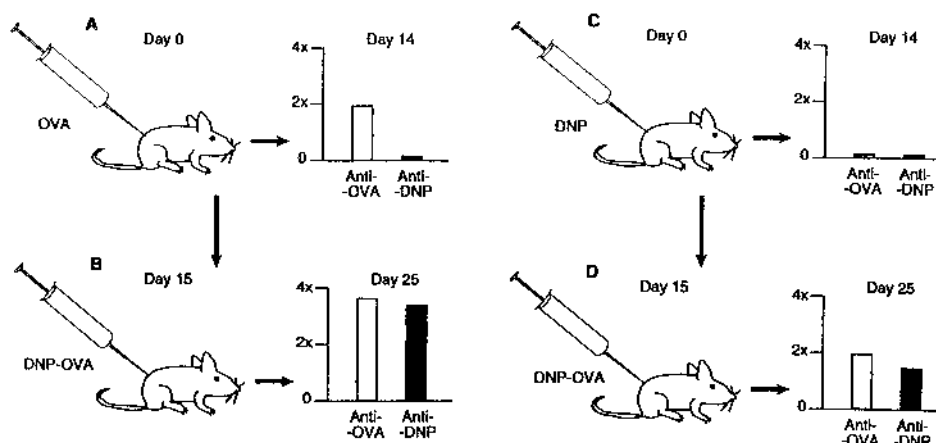 A
Day 0
OVA
4x
Day 14
2x
0
Anti-
-OVA
Anti-
-DNP
B
Day 15
DNP-OVA
4x
Day 25
2x
0
Anti-
-OVA
Anti-
-DNP
C
Day 0
DNP
4x
Day 14
2x
0
Anti-
-OVA
Anti-
-DNP
D
Day 15
DNP-OVA
4x
Day 25
2x
0
Anti-
-OVA
Anti-
-DNP